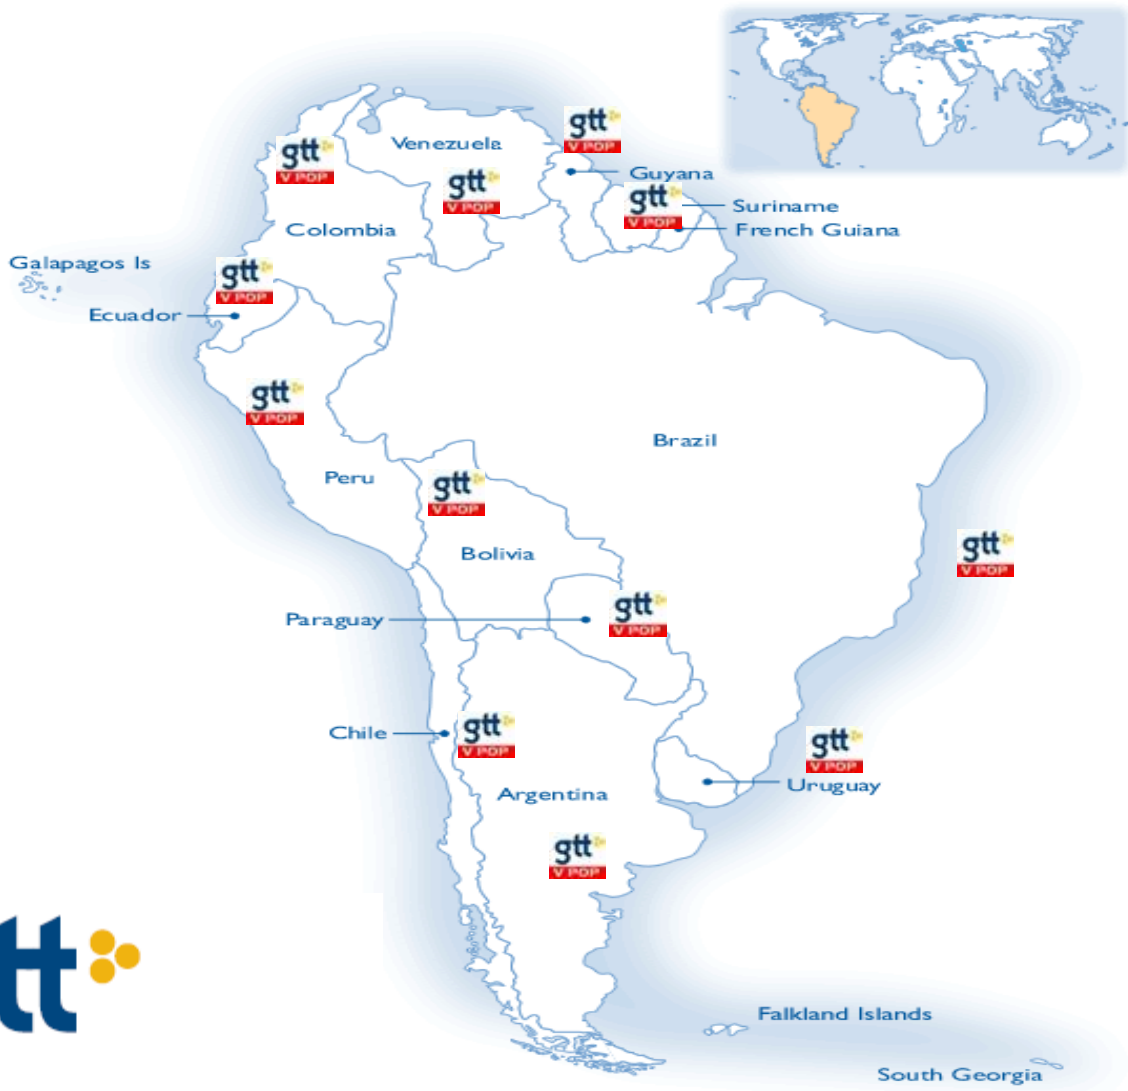 gtt
V POP
Venezuela
gtt
V POP
Guyana
gtt
V POP
gtt
V POP
Suriname
Colombia
French Guiana
Galapagos Is
gtt
V POP
Ecuador
gtt
V POP
Brazil
Peru
gtt
V POP
Bolivia
gtt
V POP
Paraguay
gtt
V POP
Chile
gtt
V POP
gtt
V POP
Argentina
Uruguay
gtt
V POP
tt
Falkland Islands
South Georgia